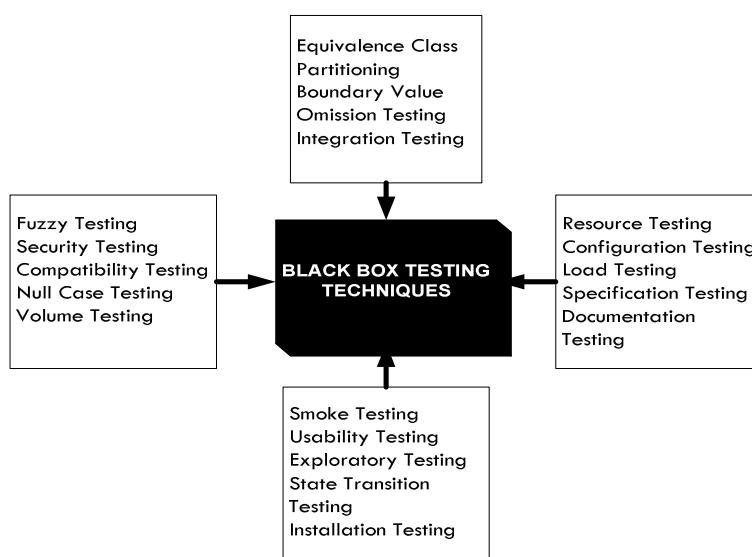 Equivalence Class
Partitioning
Boundary Value
Omission Testing
Integration Testing
Fuzzy Testing
Security Testing
Compatibility Testing
Null Case Testing
Volume Testing
BLACK BOX TESTING
TECHNIQUES
Resource Testing
Configuration Testing
Load Testing
Specification Testing
Documentation
Testing
Smoke Testing
Usability Testing
Exploratory Testing
State Transition
Testing
Installation Testing